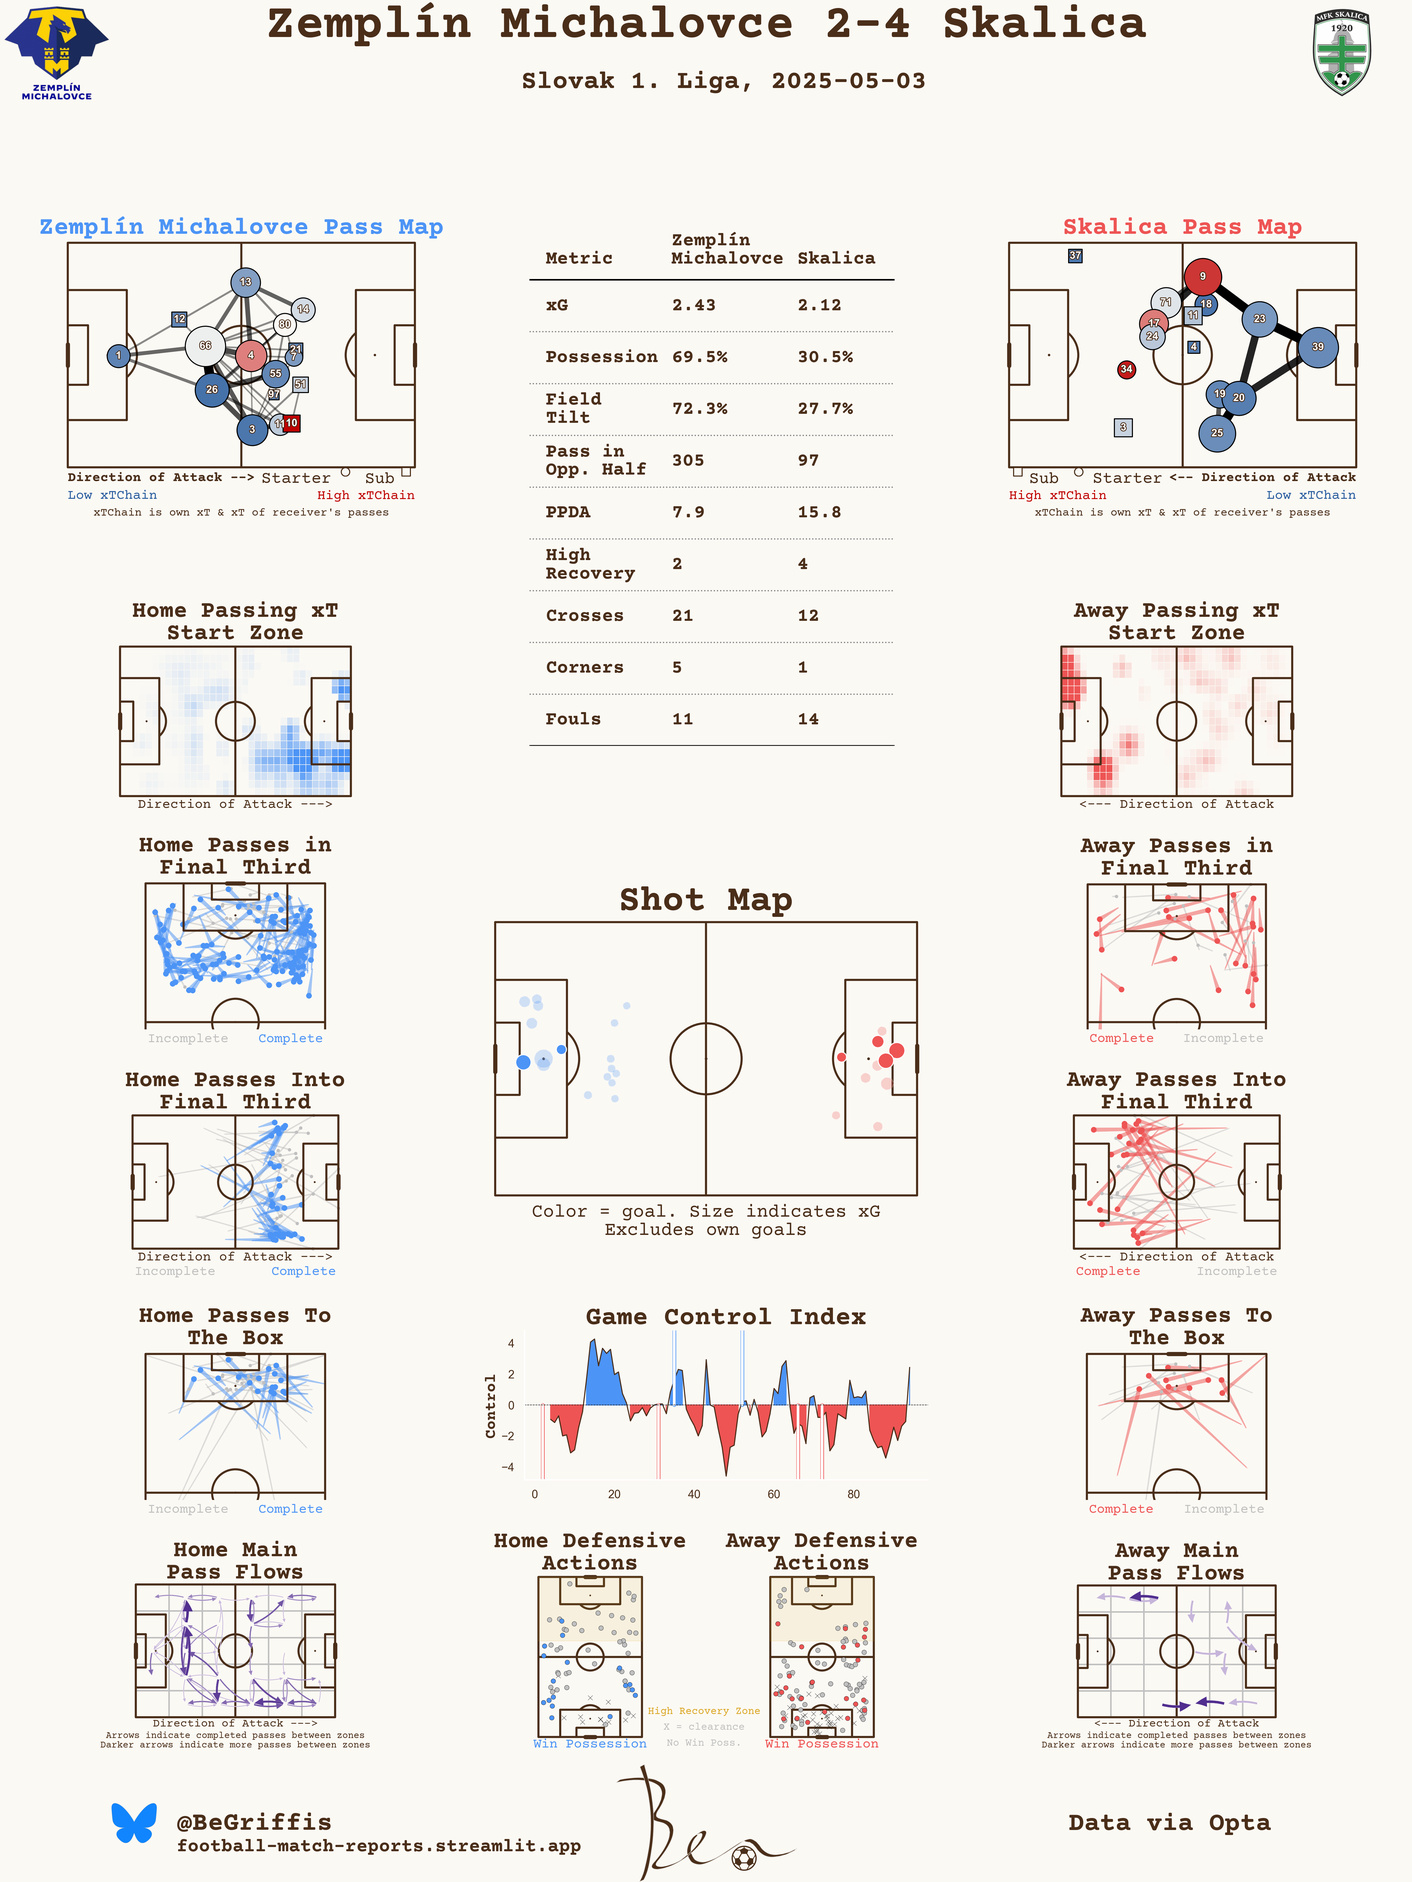 Zemplín Michalovce 2-4 Skalica
Slovak 1. Liga, 2025-05-03
ZEMPLÍN
MICHALOVCE
MFK SKALICA
1920
Zemplín Michalovce Pass Map
13
14
12
80
66
21
1
4
7
55
26
51
97
3
11
10
Direction of Attack --> Starter Sub
Low xTChain High xTChain
xTChain is own xT & xT of receiver's passes
Metric Zemplín Michalovce Skalica
xG 2.43 2.12
Possession 69.5% 30.5%
Field Tilt 72.3% 27.7%
Pass in Opp. Half 305 97
PPDA 7.9 15.8
High Recovery 2 4
Crosses 21 12
Corners 5 1
Fouls 11 14
Skalica Pass Map
37
9
71
18
11
23
17
24
4
39
34
19
20
3
25
Sub Starter <-- Direction of Attack
High xTChain Low xTChain
xTChain is own xT & xT of receiver's passes
Home Passing xT
Start Zone
Direction of Attack --->
Away Passing xT
Start Zone
<--- Direction of Attack
Home Passes in
Final Third
Incomplete Complete
Away Passes in
Final Third
Complete Incomplete
Shot Map
Color = goal. Size indicates xG
Excludes own goals
Home Passes Into
Final Third
Direction of Attack --->
Incomplete Complete
Away Passes Into
Final Third
<--- Direction of Attack
Complete Incomplete
Home Passes To
The Box
Incomplete Complete
Game Control Index
Control
4
2
0
−2
−4
0 20 40 60 80
Away Passes To
The Box
Complete Incomplete
Home Main
Pass Flows
Direction of Attack --->
Arrows indicate completed passes between zones
Darker arrows indicate more passes between zones
Home Defensive
Actions
Win Possession
Away Defensive
Actions
Win Possession
High Recovery Zone
X = clearance
No Win Poss.
Away Main
Pass Flows
<--- Direction of Attack
Arrows indicate completed passes between zones
Darker arrows indicate more passes between zones
@BeGriffis
football-match-reports.streamlit.app
Ben
Data via Opta